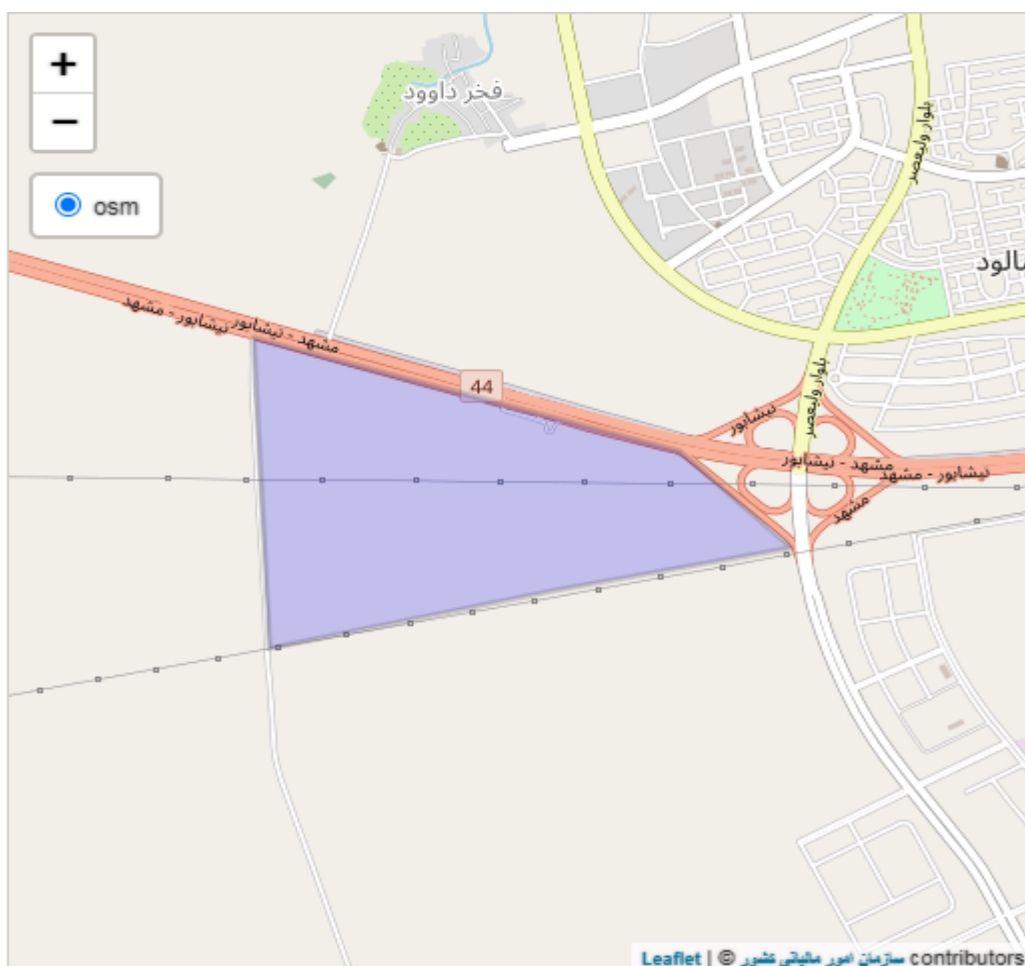 +
فخر داوود
−
osm
بلوار ولیعصر
مالود
مشهد - نیشابور
نیشابور - مشهد
44
بلوار ولیعصر
نیشابور
مشهد - نیشابور
نیشابور - مشهد
مشهد
Leaflet | © سازمان امور مالیاتی کشور contributors